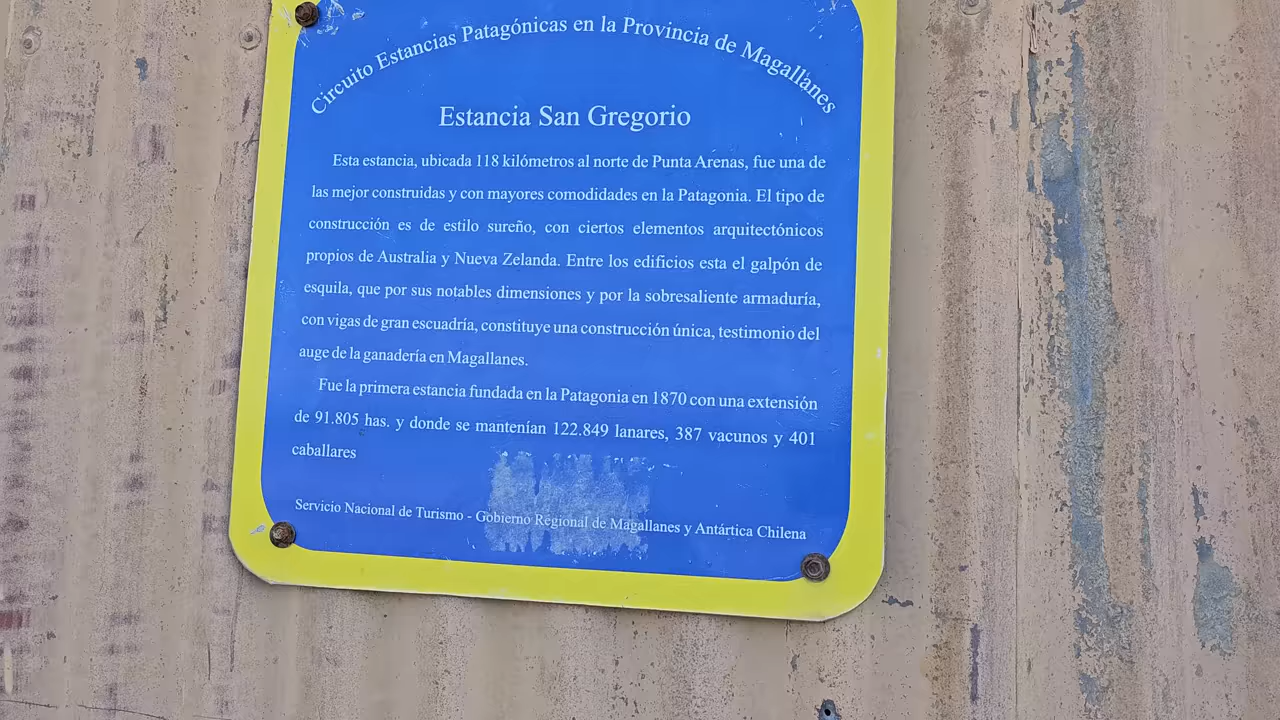 Circuito Estancias Patagónicas en la Provincia de Magallanes
Estancia San Gregorio
Esta estancia, ubicada 118 kilómetros al norte de Punta Arenas, fue una de
las mejor construidas y con mayores comodidades en la Patagonia. El tipo de
construcción es de estilo sureño, con ciertos elementos arquitectónicos
propios de Australia y Nueva Zelanda. Entre los edificios esta el galpón de
esquila, que por sus notables dimensiones y por la sobresaliente armaduría,
con vigas de gran escuadría, constituye una construcción única, testimonio del
auge de la ganadería en Magallanes.
Fue la primera estancia fundada en la Patagonia en 1870 con una extensión
de 91.805 has. y donde se mantenían 122.849 lanares, 387 vacunos y 401
caballares
Servicio Nacional de Turismo - Gobierno Regional de Magallanes y Antártica Chilena